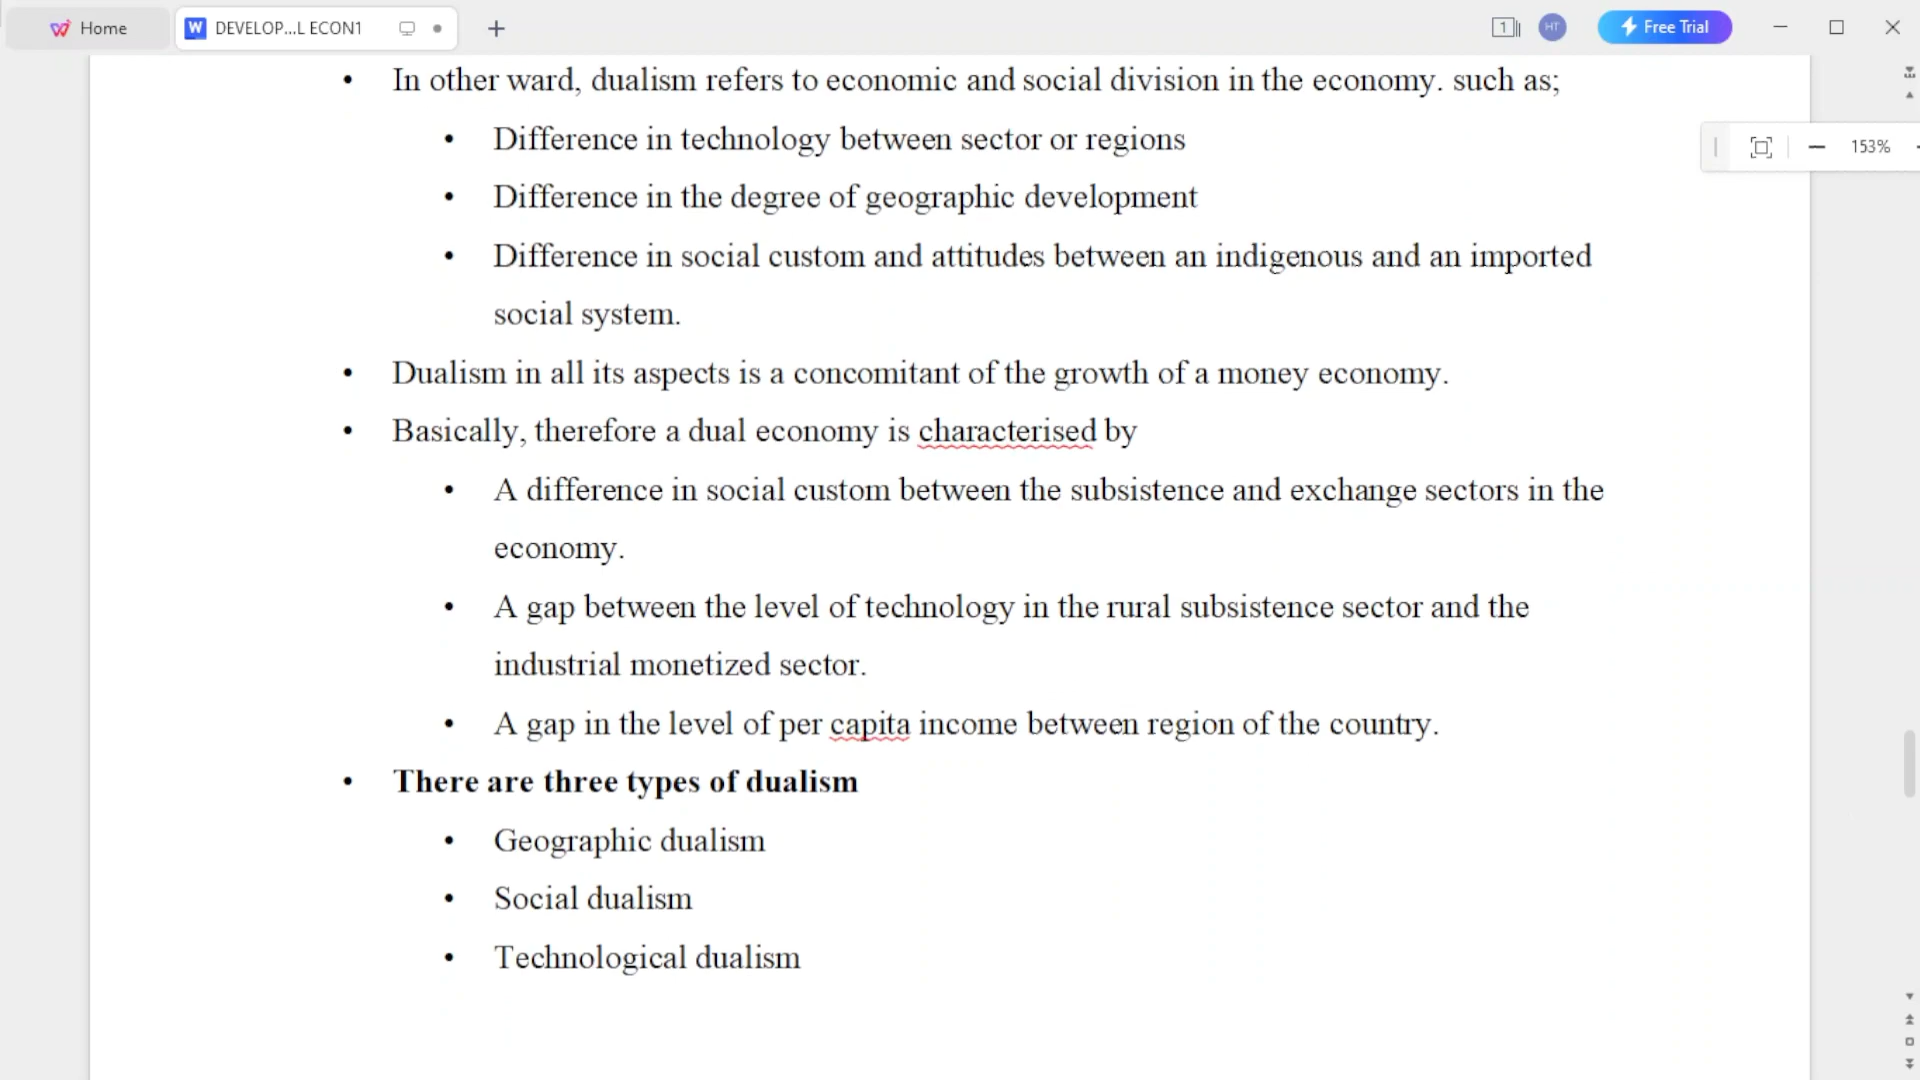 Home
DEVELOP...L ECON1
1
HT
Free Trial
• In other ward, dualism refers to economic and social division in the economy. such as;
153%
• Difference in technology between sector or regions
• Difference in the degree of geographic development
• Difference in social custom and attitudes between an indigenous and an imported
social system.
• Dualism in all its aspects is a concomitant of the growth of a money economy.
• Basically, therefore a dual economy is characterised by
• A difference in social custom between the subsistence and exchange sectors in the
economy.
• A gap between the level of technology in the rural subsistence sector and the
industrial monetized sector.
• A gap in the level of per capita income between region of the country.
• There are three types of dualism
• Geographic dualism
• Social dualism
• Technological dualism